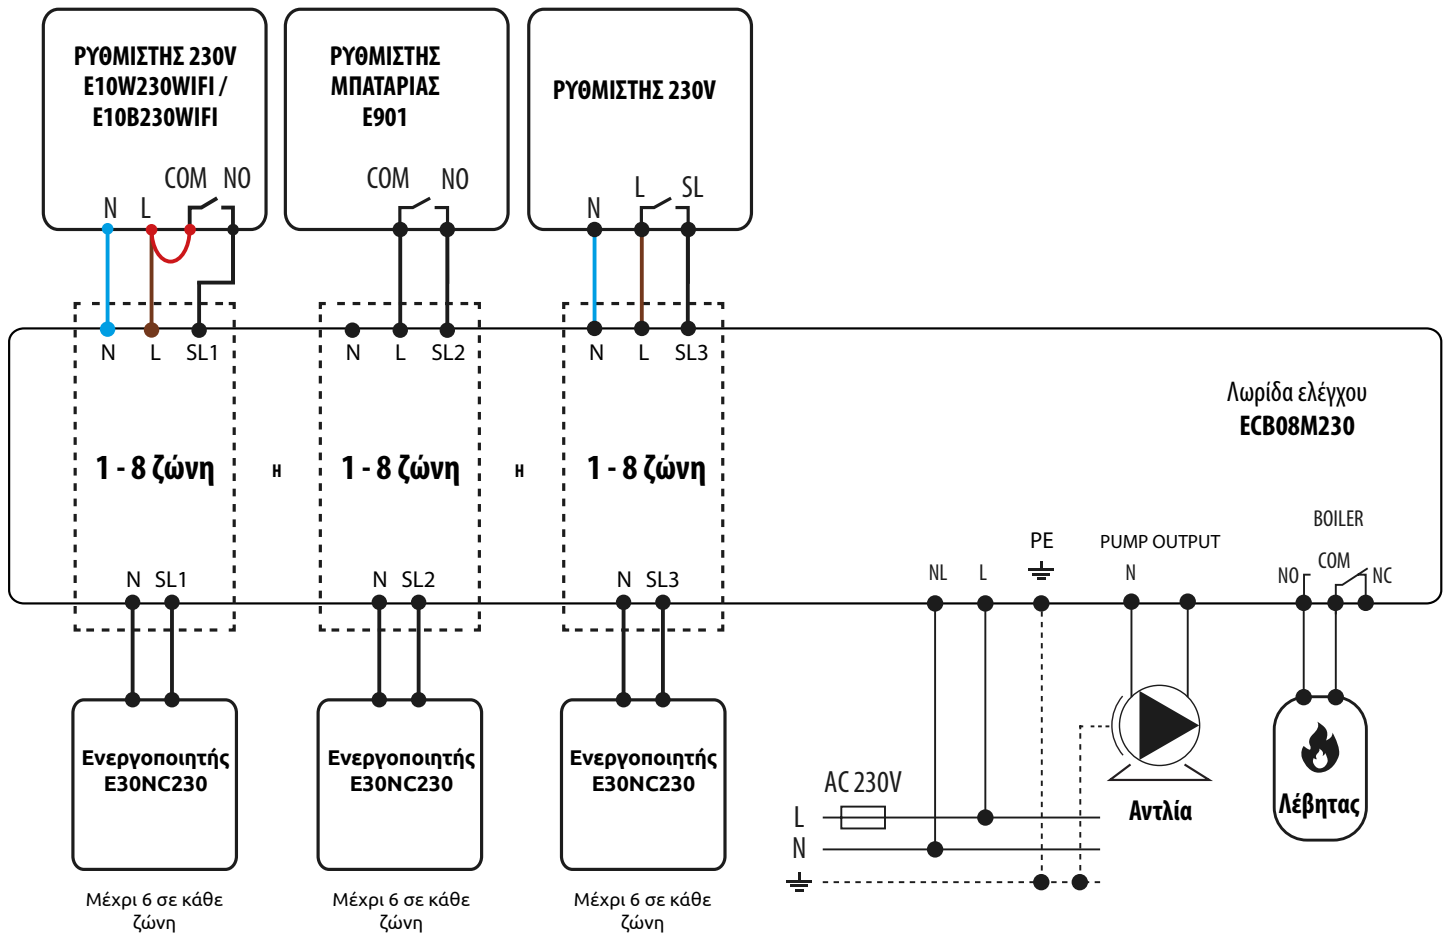 ΡΥΘΜΙΣΤΗΣ 230V
E10W230WIFI /
E10B230WIFI
COM NO
N L
ΡΥΘΜΙΣΤΗΣ
ΜΠΑΤΑΡΙΑΣ
E901
COM NO
ΡΥΘΜΙΣΤΗΣ 230V
L SL
N
N L SL1
N L SL2
N L SL3
Λωρίδα ελέγχου
ECB08M230
1 - 8 ζώνη
н
1 - 8 ζώνη
н
1 - 8 ζώνη
N SL1
N SL2
N SL3
NL
L
PE
PUMP OUTPUT
N
BOILER
NO
COM
NC
Ενεργοποιητής
E30NC230
Ενεργοποιητής
E30NC230
Ενεργοποιητής
E30NC230
AC 230V
L
N
Αντλία
Λέβητας
Μέχρι 6 σε κάθε
ζώνη
Μέχρι 6 σε κάθε
ζώνη
Μέχρι 6 σε κάθε
ζώνη